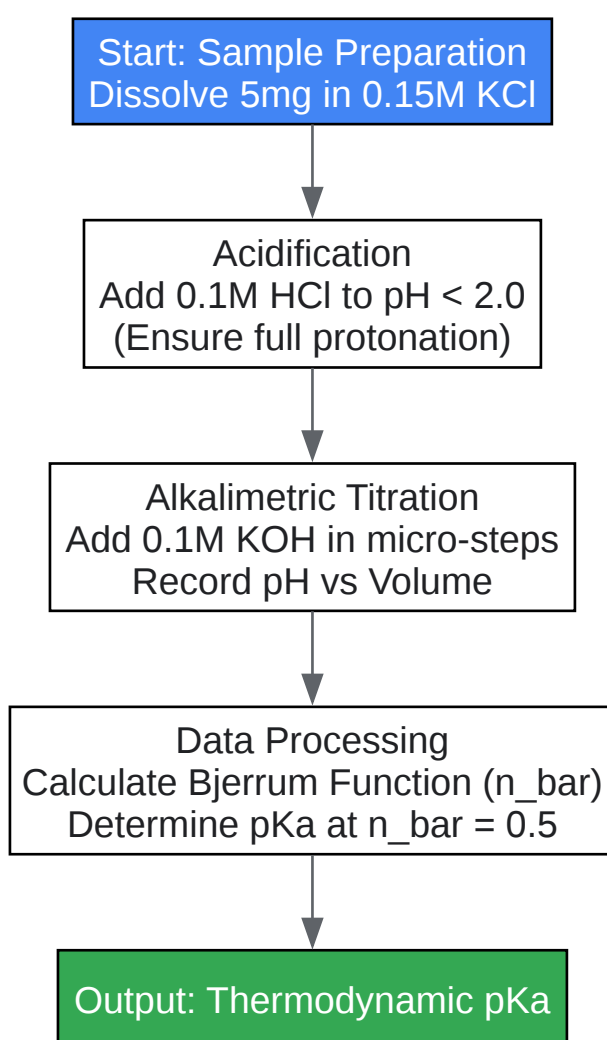 Start: Sample Preparation
Dissolve 5mg in 0.15M KCl
Acidification
Add 0.1M HCl to pH < 2.0
(Ensure full protonation)
Alkalimetric Titration
Add 0.1M KOH in micro-steps
Record pH vs Volume
Data Processing
Calculate Bjerrum Function (n_bar)
Determine pKa at n_bar = 0.5
Output: Thermodynamic pKa